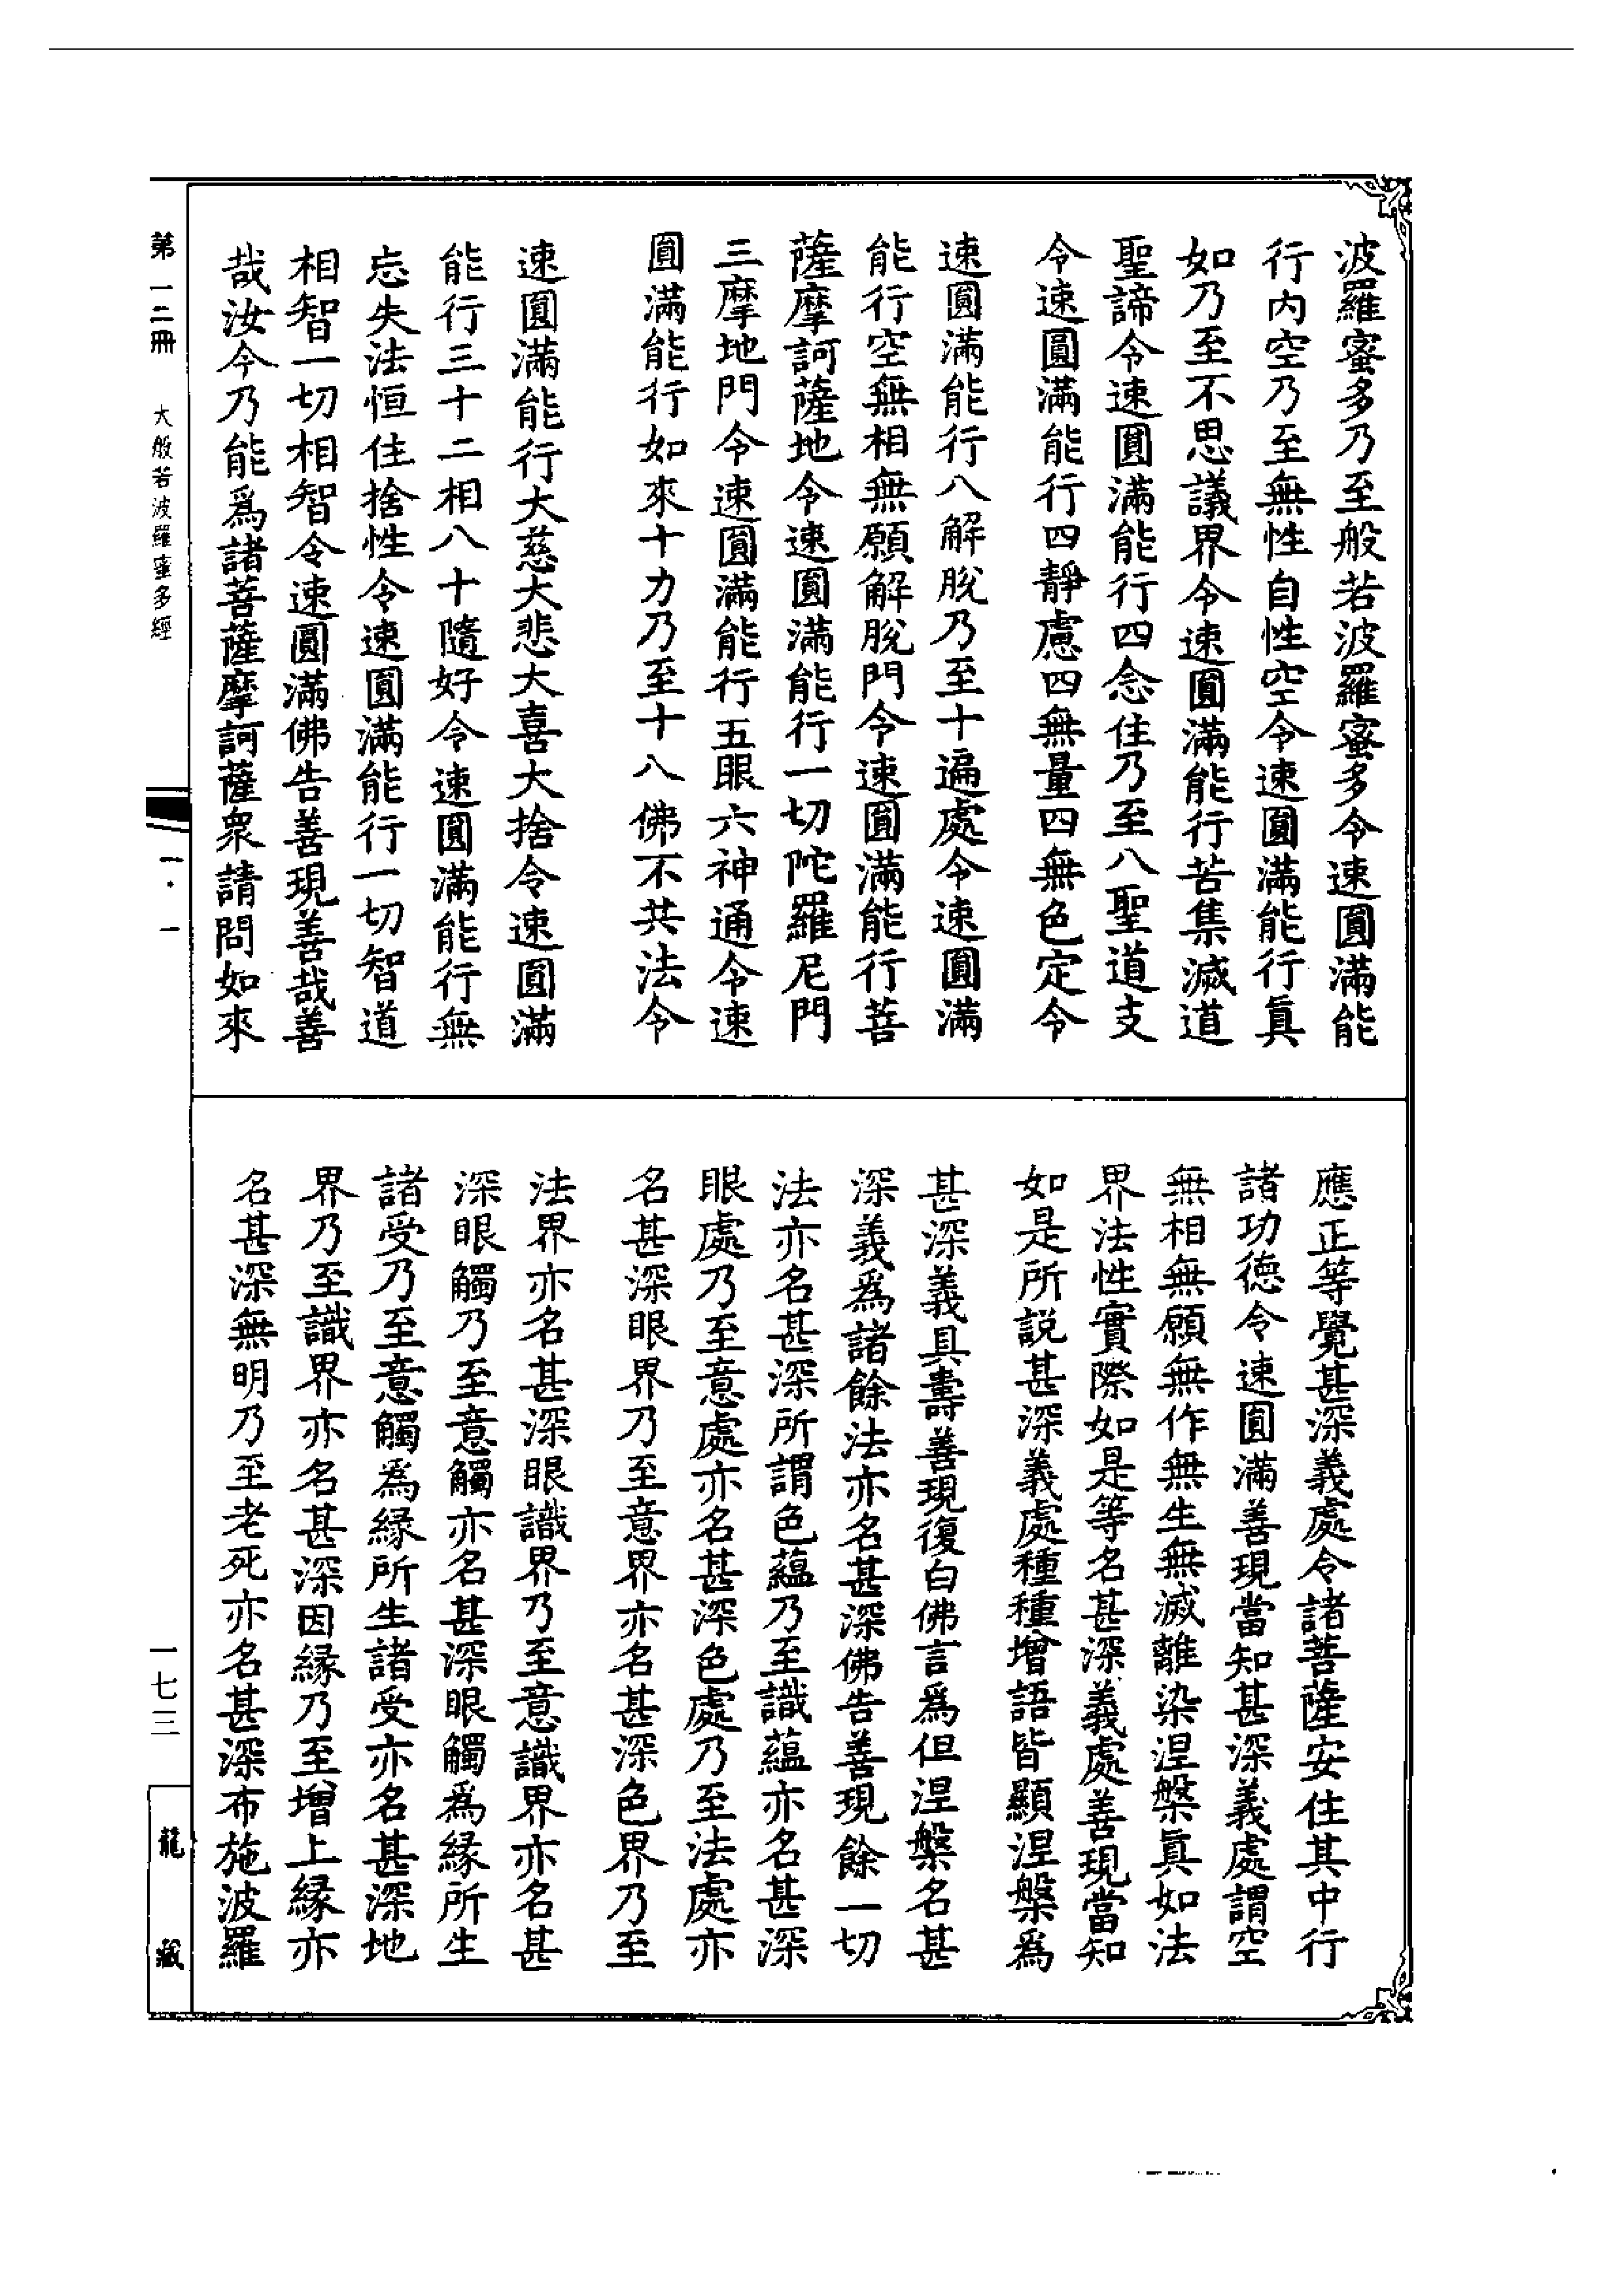 波羅蜜多乃至般若波羅蜜多令速圓滿能
行內空乃至無性自性空令速圓滿能行眞
如乃至不思議界令速圓滿能行苦集滅道
聖諦令速圓滿能行四念住乃至八聖道支
令速圓滿能行四靜慮四無量四無色定令
速圓滿能行八解脫乃至十遍處令速圓滿
能行空無相無願解脫門令速圓滿能行菩
薩摩訶薩地令速圓滿能行一切陀羅尼門
三摩地門令速圓滿能行五眼六神通令速
圓滿能行如來十力乃至十八佛不共法令
速圓滿能行大慈大悲大喜大捨令速圓滿
能行三十二相八十隨好令速圓滿能行無
忘失法恒住捨性令速圓滿能行一切智道
相智一切相智令速圓滿佛告善現善哉善
哉汝今乃能爲諸菩薩摩訶薩衆請問如來
應正等覺甚深義處令諸菩薩安住其中行
諸功德令速圓滿善現當知甚深義處謂空
無相無願無作無生無滅離染涅槃眞如法
界法性實際如是等名甚深義處善現當知
如是所說甚深義處種種增語皆顯涅槃爲
甚深義具壽善現復白佛言爲但涅槃名甚
深義爲諸餘法亦名甚深佛告善現餘一切
法亦名甚深所謂色蘊乃至識蘊亦名甚深
眼處乃至意處亦名甚深色處乃至法處亦
名甚深眼界乃至意界亦名甚深色界乃至
法界亦名甚深眼識界乃至意識界亦名甚
深眼觸乃至意觸亦名甚深眼觸爲緣所生
諸受乃至意觸爲緣所生諸受亦名甚深地
界乃至識界亦名甚深因緣乃至增上緣亦
名甚深無明乃至老死亦名甚深布施波羅
第一二冊 大般若波羅蜜多經
一·一
一七三
龍藏